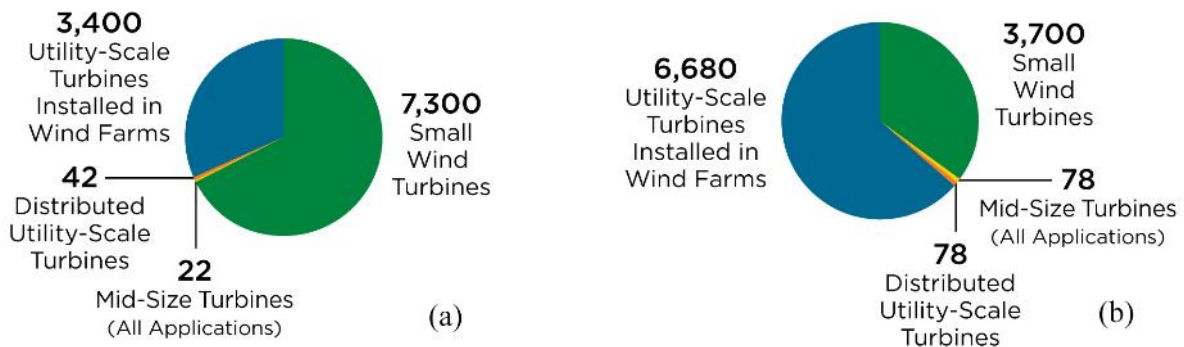 3,400
Utility-Scale
Turbines
Installed in
Wind Farms
7,300
Small
Wind
Turbines
42
Distributed
Utility-Scale
Turbines
22
Mid-Size Turbines
(All Applications)
(a)
6,680
Utility-Scale
Turbines
Installed in
Wind Farms
3,700
Small
Wind
Turbines
78
Mid-Size Turbines
(All Applications)
78
Distributed
Utility-Scale
Turbines
(b)